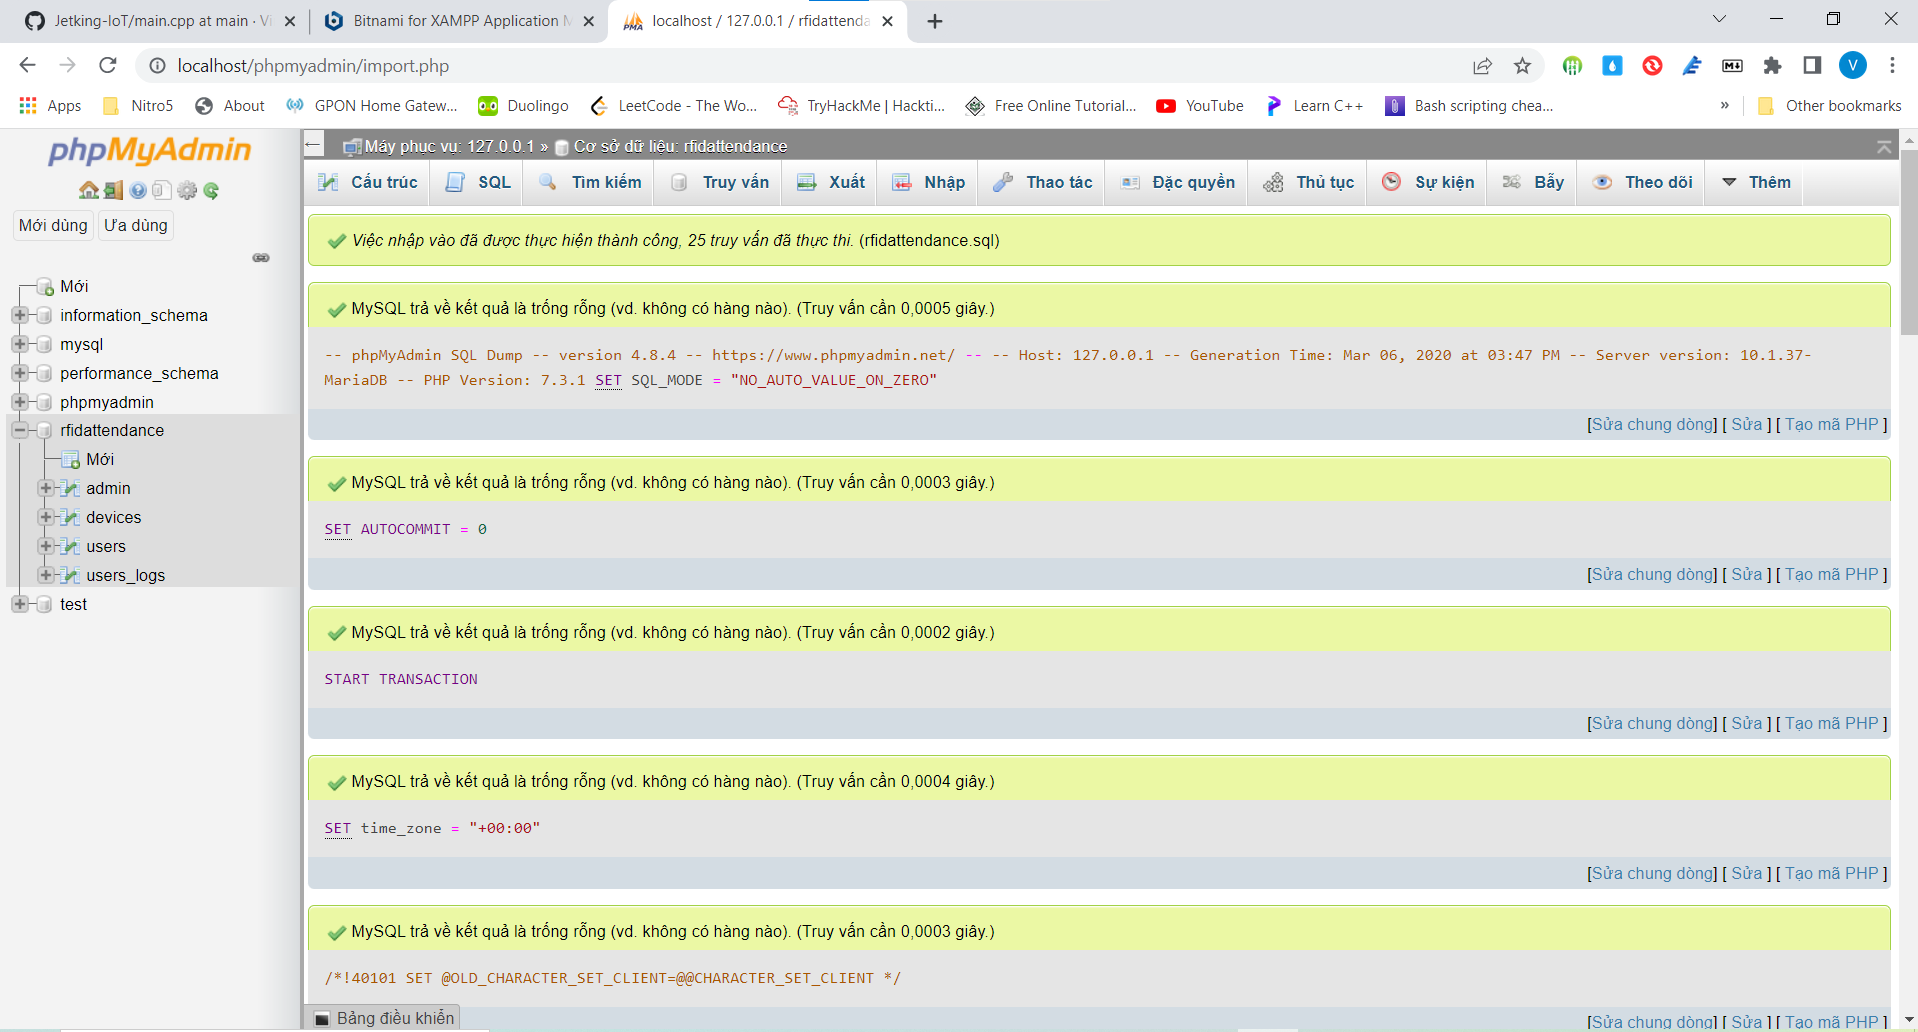 Jetking-IoT/main.cpp at main · Vi
Bitnami for XAMPP Application M
localhost / 127.0.0.1 / rfidattenda
localhost/phpmyadmin/import.php
V
Apps
Nitro5
About
GPON Home Gatew...
Duolingo
LeetCode - The Wo...
TryHackMe | Hackti...
Free Online Tutorial...
YouTube
Learn C++
Bash scripting chea...
»
Other bookmarks
phpMyAdmin
Mới dùng
Ưa dùng
Mới
information_schema
mysql
performance_schema
phpmyadmin
rfidattendance
Mới
admin
devices
users
users_logs
test
Máy phục vụ: 127.0.0.1 » Cơ sở dữ liệu: rfidattendance
Cấu trúc
SQL
Tìm kiếm
Truy vấn
Xuất
Nhập
Thao tác
Đặc quyền
Thủ tục
Sự kiện
Bẫy
Theo dõi
Thêm
Việc nhập vào đã được thực hiện thành công, 25 truy vấn đã thực thi. (rfidattendance.sql)
MySQL trả về kết quả là trống rỗng (vd. không có hàng nào). (Truy vấn cần 0,0005 giây.)
-- phpMyAdmin SQL Dump -- version 4.8.4 -- https://www.phpmyadmin.net/ -- -- Host: 127.0.0.1 -- Generation Time: Mar 06, 2020 at 03:47 PM -- Server version: 10.1.37-
MariaDB -- PHP Version: 7.3.1 SET SQL_MODE = "NO_AUTO_VALUE_ON_ZERO"
[Sửa chung dòng] [ Sửa ] [ Tạo mã PHP ]
MySQL trả về kết quả là trống rỗng (vd. không có hàng nào). (Truy vấn cần 0,0003 giây.)
SET AUTOCOMMIT = 0
[Sửa chung dòng] [ Sửa ] [ Tạo mã PHP ]
MySQL trả về kết quả là trống rỗng (vd. không có hàng nào). (Truy vấn cần 0,0002 giây.)
START TRANSACTION
[Sửa chung dòng] [ Sửa ] [ Tạo mã PHP ]
MySQL trả về kết quả là trống rỗng (vd. không có hàng nào). (Truy vấn cần 0,0004 giây.)
SET time_zone = "+00:00"
[Sửa chung dòng] [ Sửa ] [ Tạo mã PHP ]
MySQL trả về kết quả là trống rỗng (vd. không có hàng nào). (Truy vấn cần 0,0003 giây.)
/*!40101 SET @OLD_CHARACTER_SET_CLIENT=@@CHARACTER_SET_CLIENT */
[Sửa chung dòng] [ Sửa ] [ Tạo mã PHP ]
Bảng điều khiển